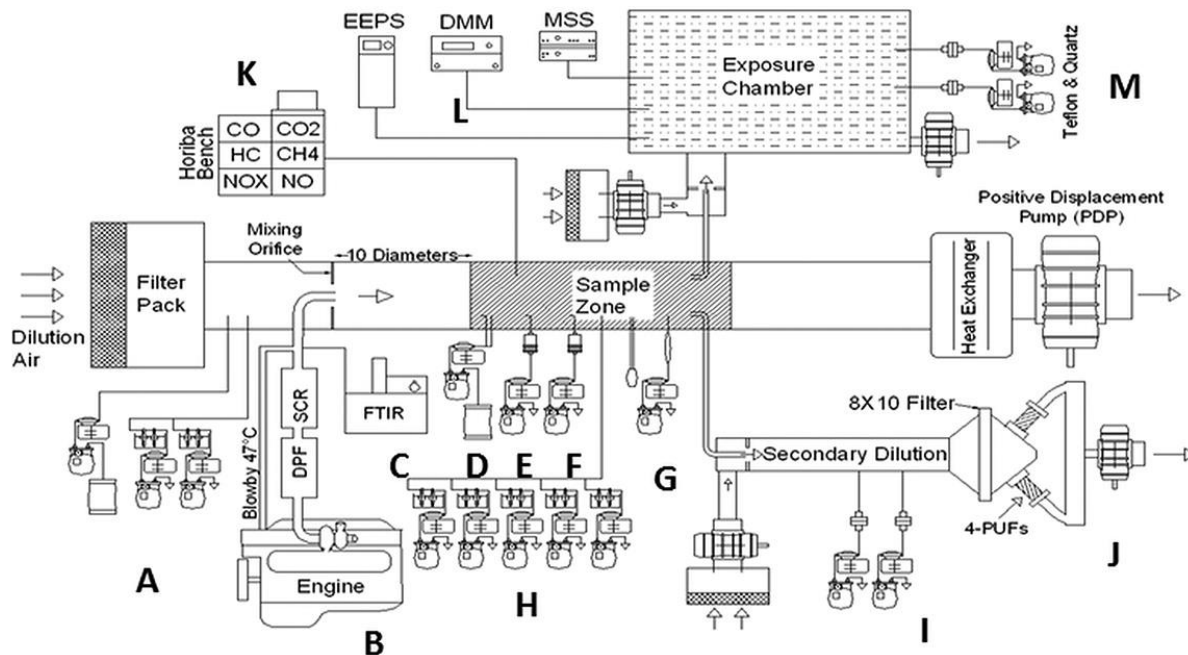 EEPS
DMM
MSS
K
L
M
Exposure
Chamber
Teflon & Quartz
Horiba
Bench
CO
CO2
HC
CH4
NOX
NO
Positive Displacement
Pump (PDP)
Mixing
Orifice
10 Diameters
Filter
Pack
Sample
Zone
Heat Exchanger
Dilution
Air
SCR
DPF
FTIR
Blowby 47°C
8X10 Filter
Secondary Dilution
4-PUFs
C
D
E
F
G
Engine
A
B
H
I
J